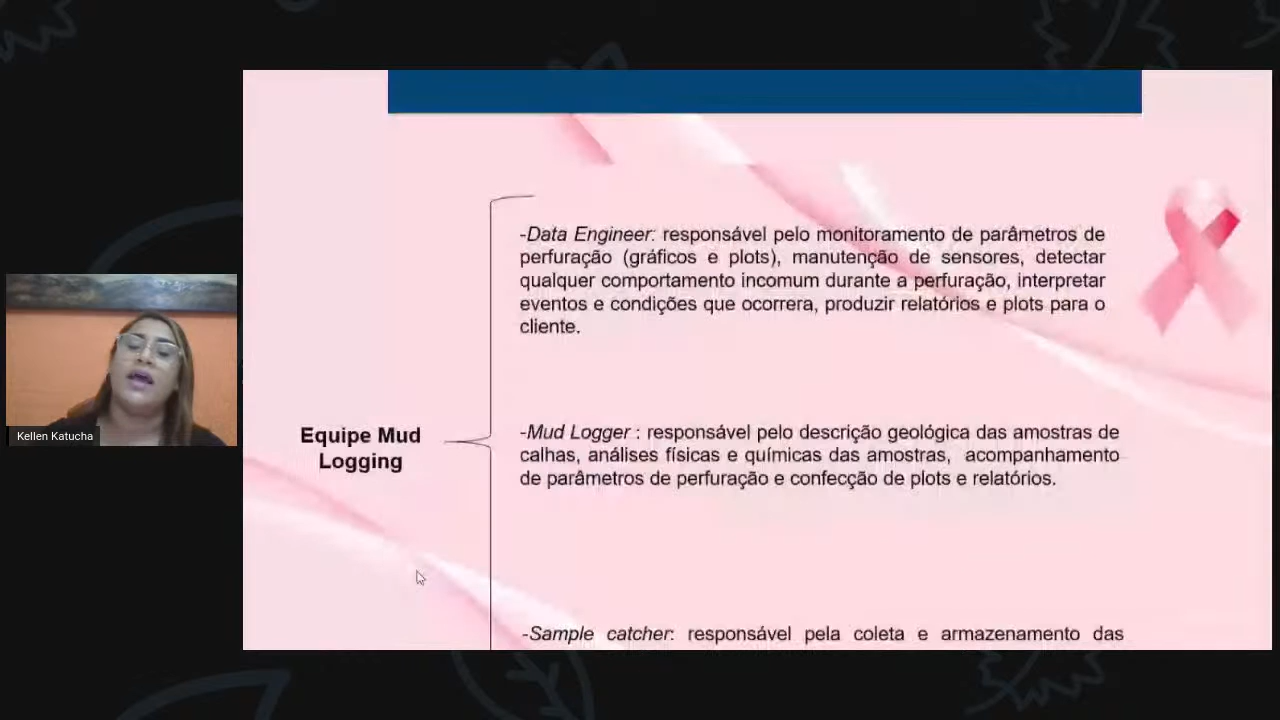 -Data Engineer: responsável pelo monitoramento de parâmetros de
perfuração (gráficos e plots), manutenção de sensores, detectar
qualquer comportamento incomum durante a perfuração, interpretar
eventos e condições que ocorrera, produzir relatórios e plots para o
cliente.
Equipe Mud
Logging
-Mud Logger : responsável pelo descrição geológica das amostras de
calhas, análises físicas e químicas das amostras, acompanhamento
de parâmetros de perfuração e confecção de plots e relatórios.
-Sample catcher: responsável pela coleta e armazenamento das
Kellen Katucha